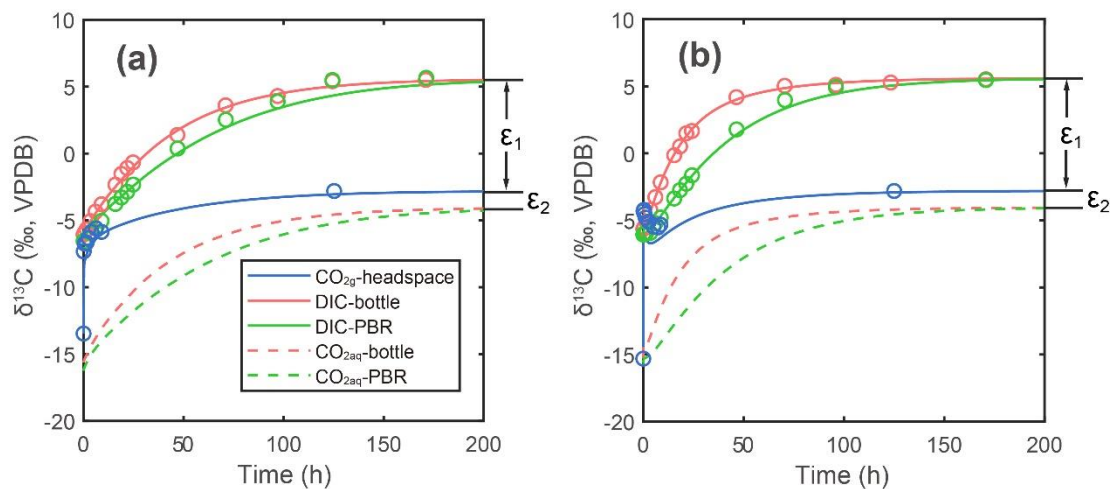 (a)
δ¹³C (‰, VPDB)
10
5
0
-5
-10
-15
-20
0
50
100
150
200
Time (h)
CO₂g-headspace
DIC-bottle
DIC-PBR
CO₂aq-bottle
CO₂aq-PBR
ε₁
ε₂
(b)
δ¹³C (‰, VPDB)
10
5
0
-5
-10
-15
-20
0
50
100
150
200
Time (h)
ε₁
ε₂